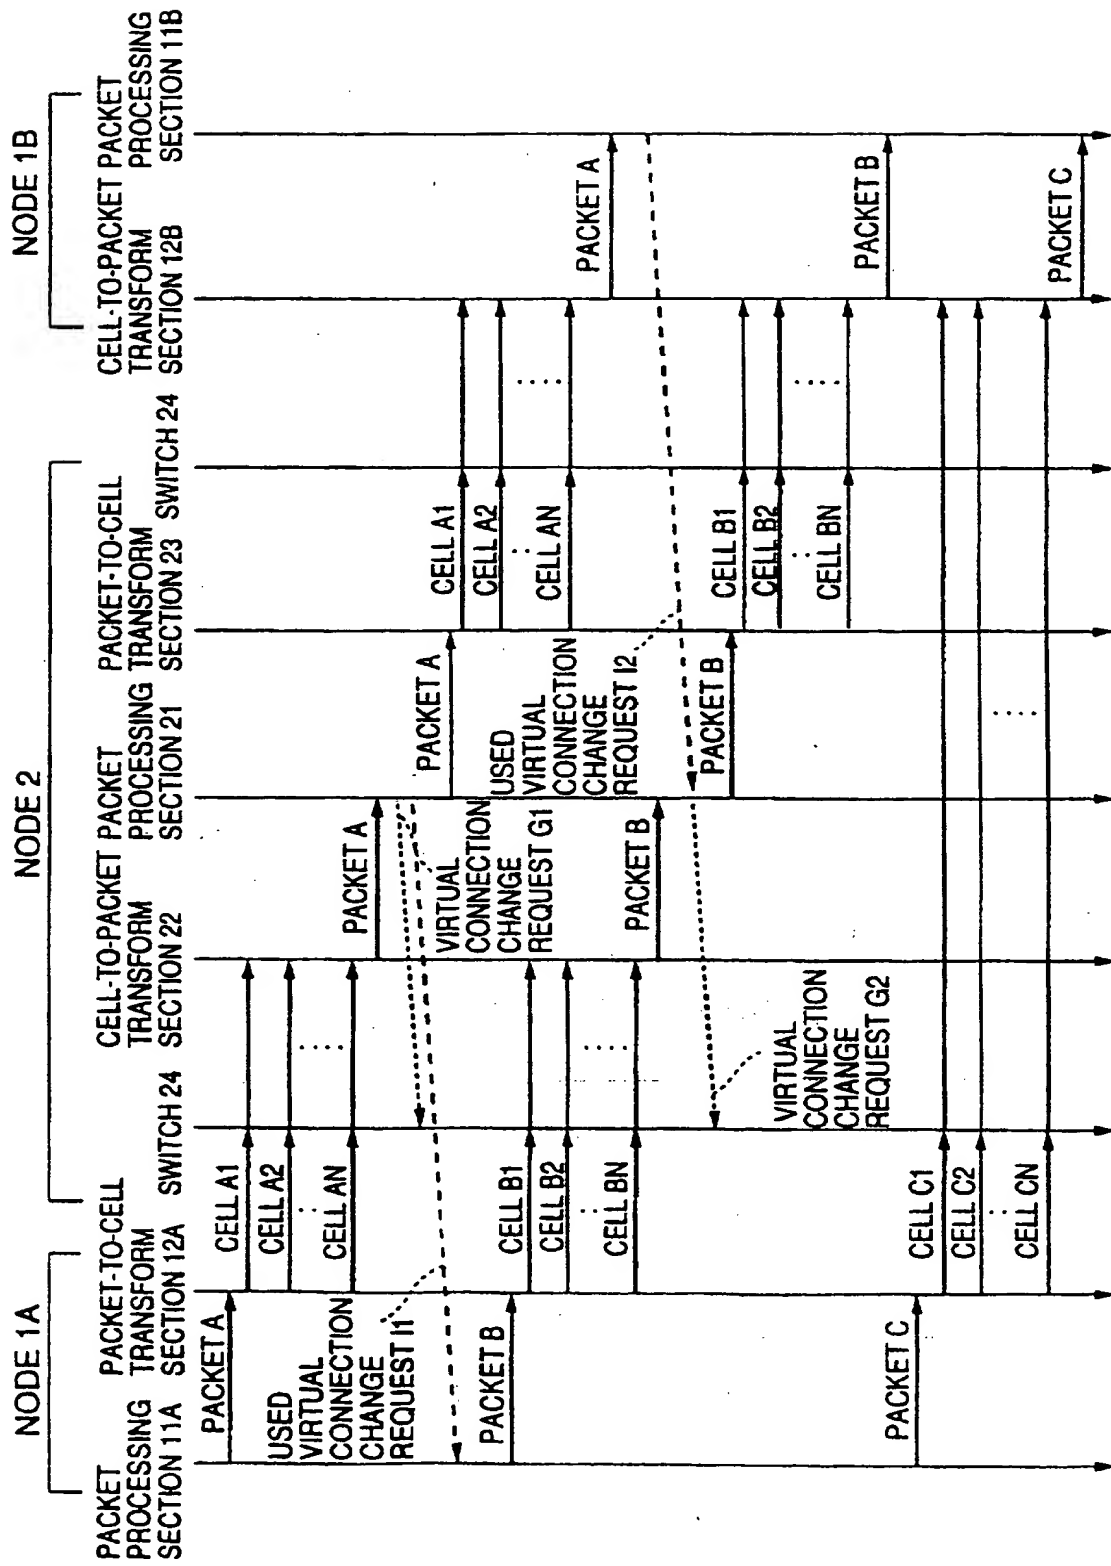 NODE 1A
NODE 2
NODE 1B
PACKET
PROCESSING
SECTION 11A
PACKET-TO-CELL
TRANSFORM
SECTION 12A
SWITCH 24
CELL-TO-PACKET
TRANSFORM
SECTION 22
PACKET
PROCESSING
SECTION 21
PACKET-TO-CELL
TRANSFORM
SECTION 23
SWITCH 24
CELL-TO-PACKET
TRANSFORM
SECTION 12B
PACKET
PROCESSING
SECTION 11B
PACKET A
CELL A1
CELL A2
CELL AN
PACKET A
USED
VIRTUAL
CONNECTION
CHANGE
REQUEST I1
VIRTUAL
CONNECTION
CHANGE
REQUEST G1
PACKET A
CELL A1
CELL A2
CELL AN
PACKET A
PACKET B
CELL B1
CELL B2
CELL BN
PACKET B
USED
VIRTUAL
CONNECTION
CHANGE
REQUEST I2
VIRTUAL
CONNECTION
CHANGE
REQUEST G2
PACKET B
CELL B1
CELL B2
CELL BN
PACKET B
PACKET C
CELL C1
CELL C2
CELL CN
PACKET C